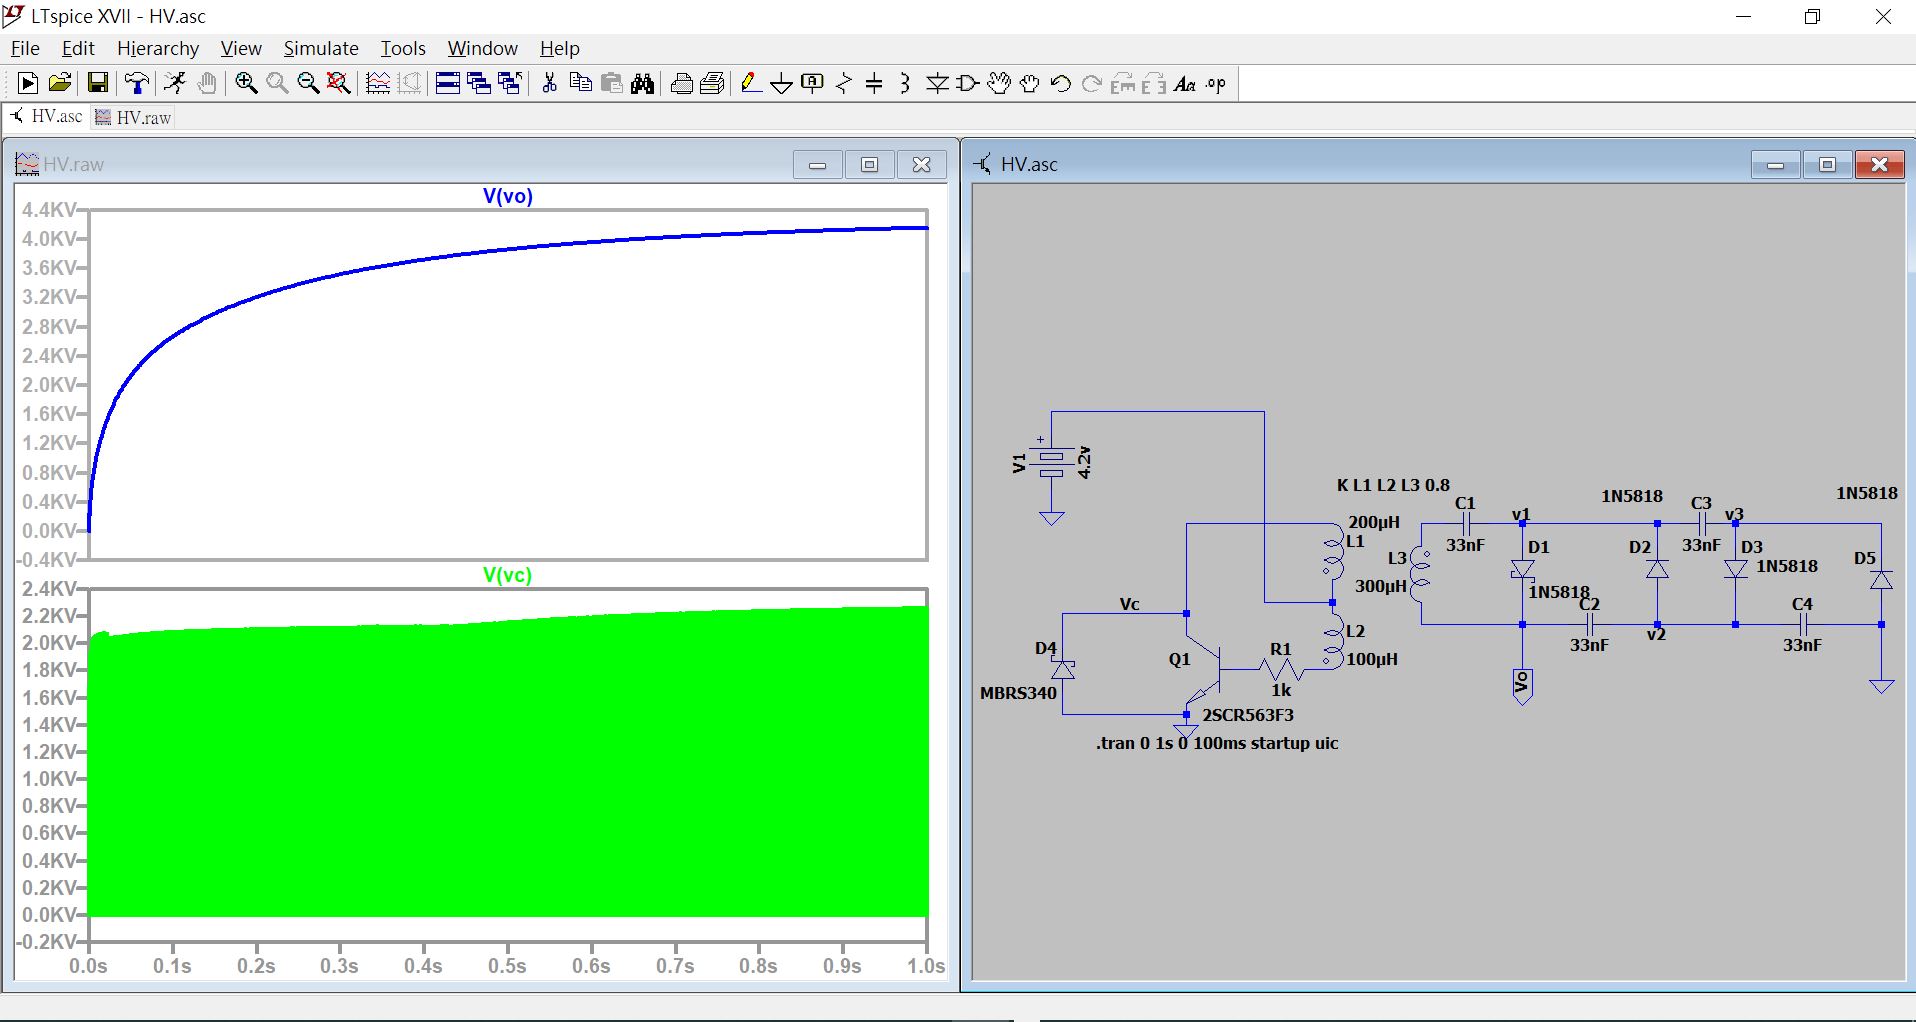 LTspice XVII - HV.asc
File Edit Hierarchy View Simulate Tools Window Help
HV.asc HV.raw
HV.raw
V(vo)
4.4KV
4.0KV
3.6KV
3.2KV
2.8KV
2.4KV
2.0KV
1.6KV
1.2KV
0.8KV
0.4KV
0.0KV
-0.4KV
V(vc)
2.4KV
2.2KV
2.0KV
1.8KV
1.6KV
1.4KV
1.2KV
1.0KV
0.8KV
0.6KV
0.4KV
0.2KV
0.0KV
-0.2KV
0.0s 0.1s 0.2s 0.3s 0.4s 0.5s 0.6s 0.7s 0.8s 0.9s 1.0s
HV.asc
V1
4.2v
K L1 L2 L3 0.8
200µH
L1
L2
100µH
L3
300µH
C1
33nF
v1
D1
1N5818
C2
33nF
1N5818
D2
v2
C3
33nF
v3
D3
1N5818
C4
33nF
1N5818
D5
Vo
Vc
D4
MBRS340
Q1
2SCR563F3
R1
1k
.tran 0 1s 0 100ms startup uic